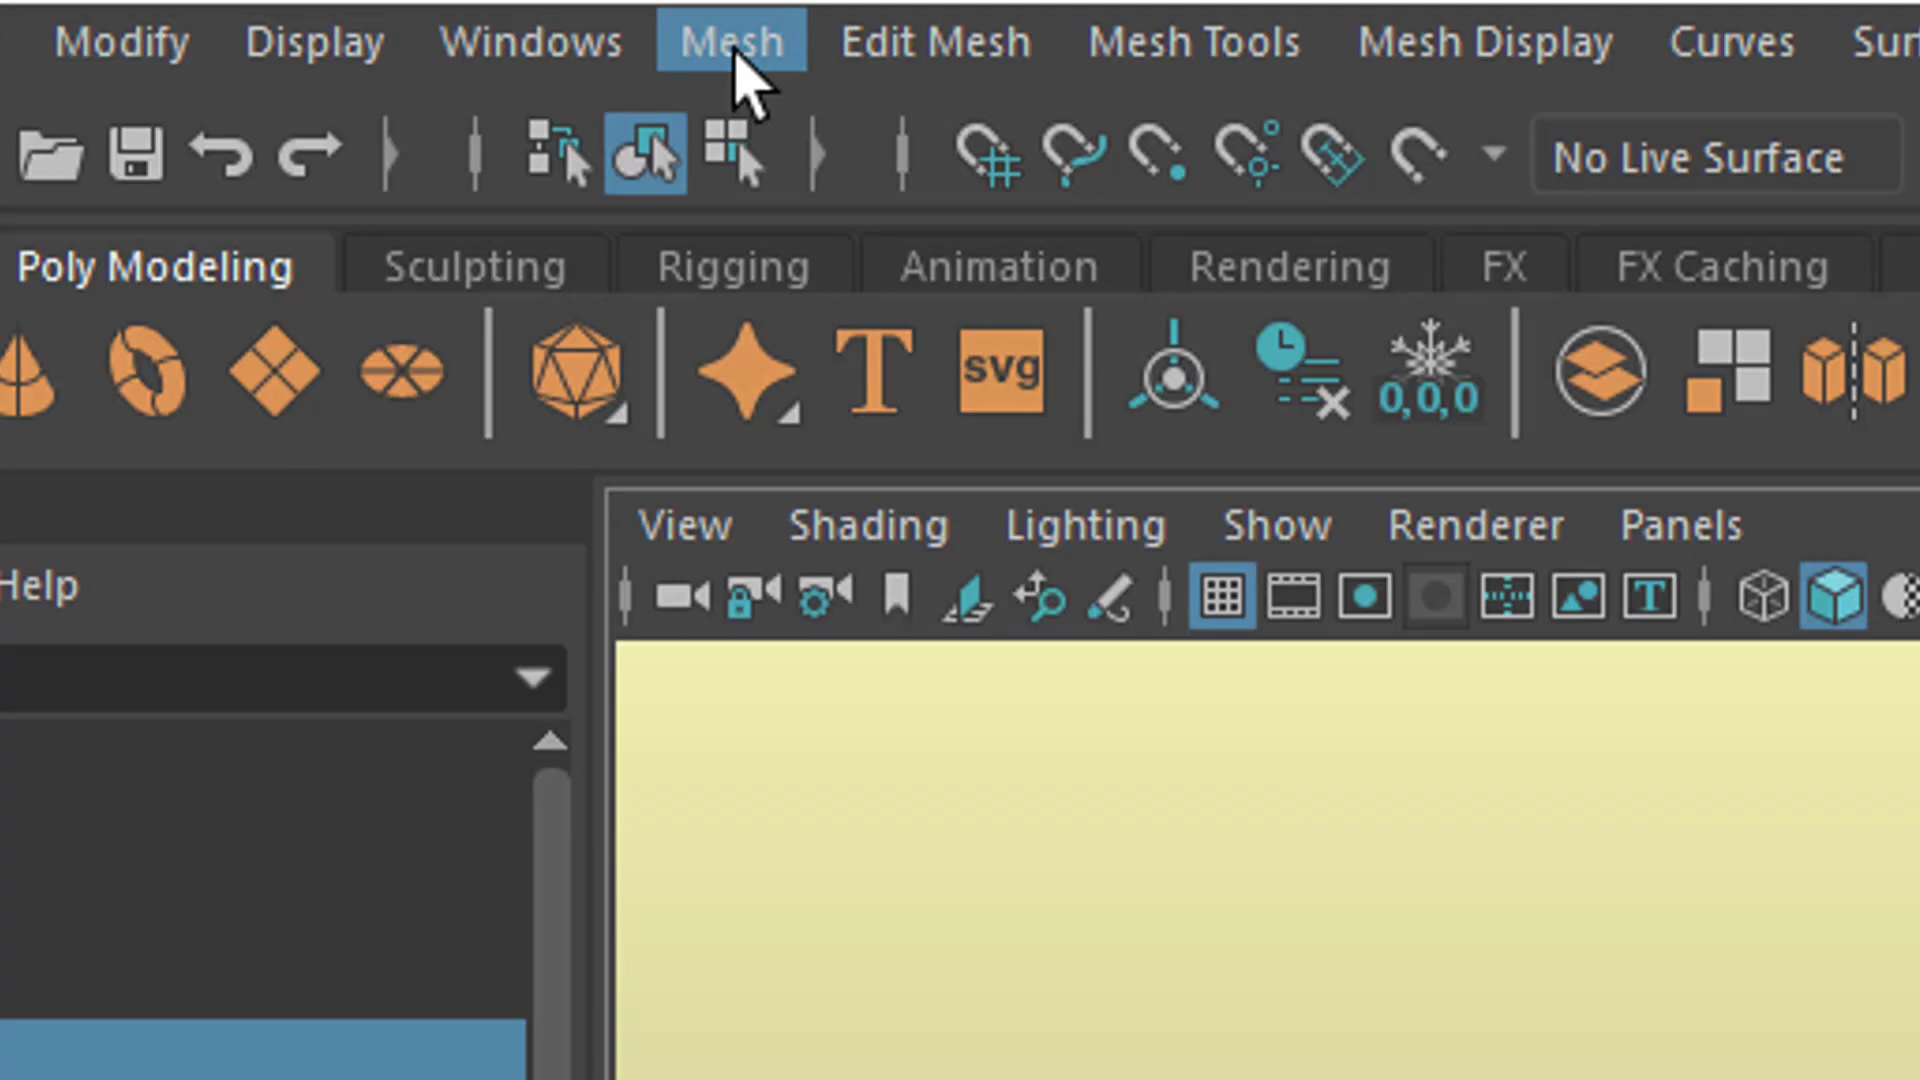 Modify Display Windows Mesh Edit Mesh Mesh Tools Mesh Display Curves Sur
No Live Surface
Poly Modeling Sculpting Rigging Animation Rendering FX FX Caching
T svg 0,0,0
View Shading Lighting Show Renderer Panels
Help
T